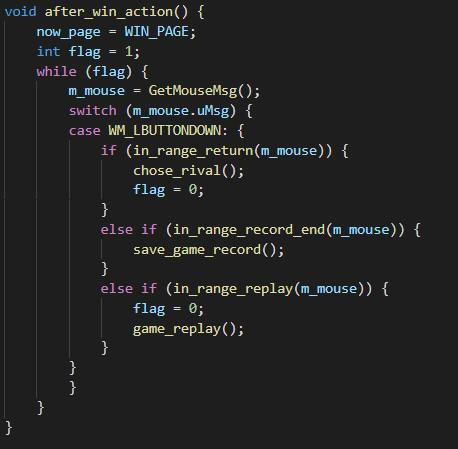 void after_win_action() {
    now_page = WIN_PAGE;
    int flag = 1;
    while (flag) {
        m_mouse = GetMouseMsg();
        switch (m_mouse.uMsg) {
        case WM_LBUTTONDOWN: {
            if (in_range_return(m_mouse)) {
                chose_rival();
                flag = 0;
            }
            else if (in_range_record_end(m_mouse)) {
                save_game_record();
            }
            else if (in_range_replay(m_mouse)) {
                flag = 0;
                game_replay();
            }
        }
        }
    }
}